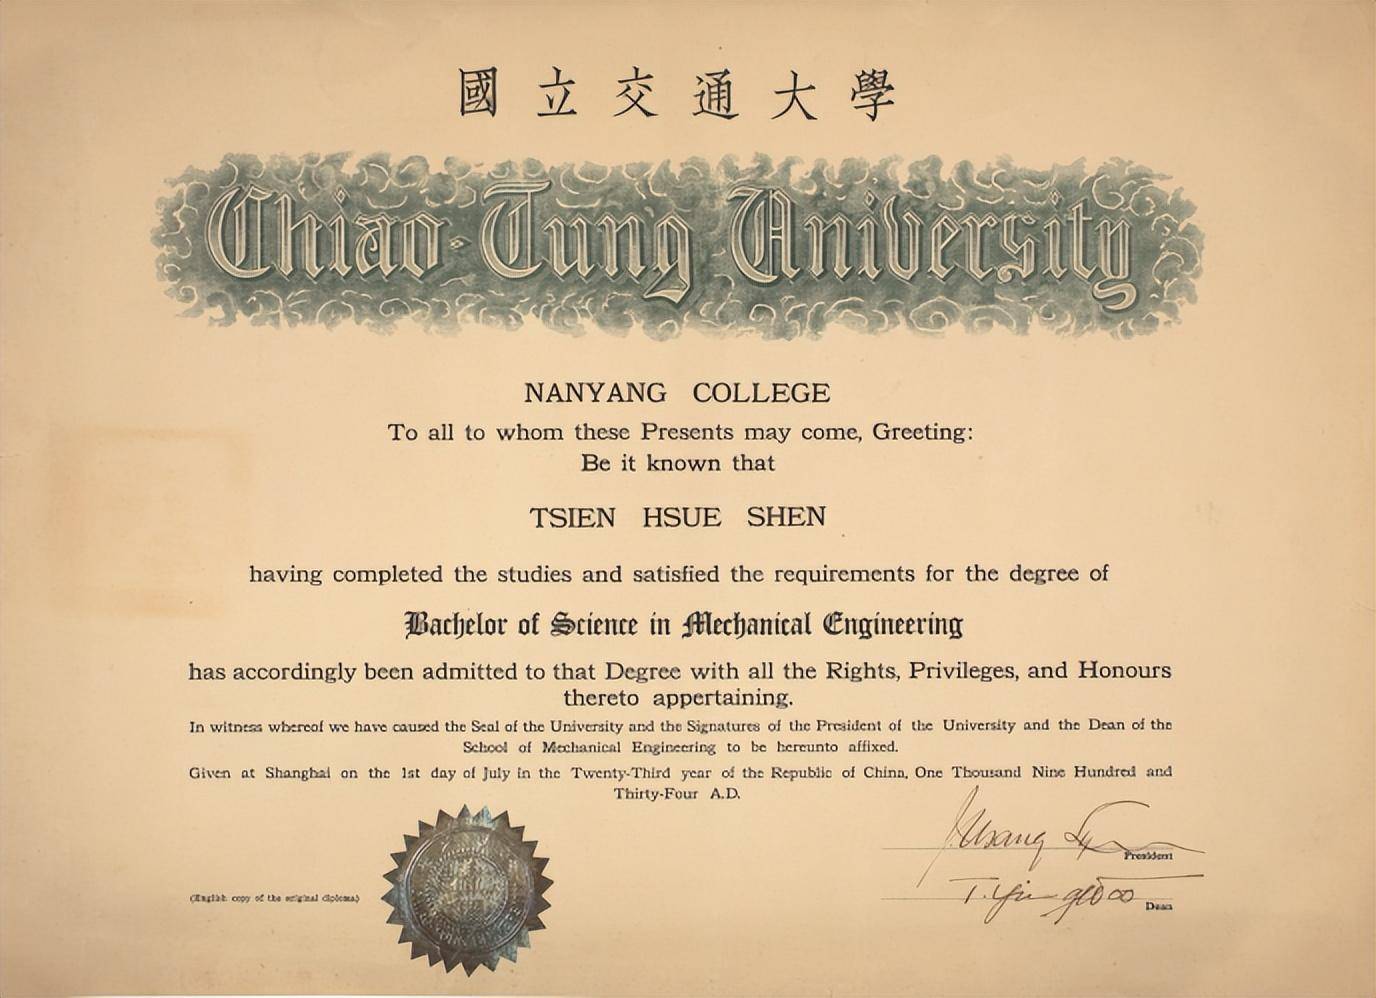 國立交通大學
Chiao-Tung University
NANYANG COLLEGE
To all to whom these Presents may come, Greeting:
Be it known that
TSIEN HSUE SHEN
having completed the studies and satisfied the requirements for the degree of
Bachelor of Science in Mechanical Engineering
has accordingly been admitted to that Degree with all the Rights, Privileges, and Honours
thereto appertaining.
In witness whereof we have caused the Seal of the University and the Signatures of the President of the University and the Dean of the
School of Mechanical Engineering to be hereunto affixed.
Given at Shanghai on the 1st day of July in the Twenty-Third year of the Republic of China, One Thousand Nine Hundred and
Thirty-Four A.D.
President
Dean
(English copy of the original diploma)